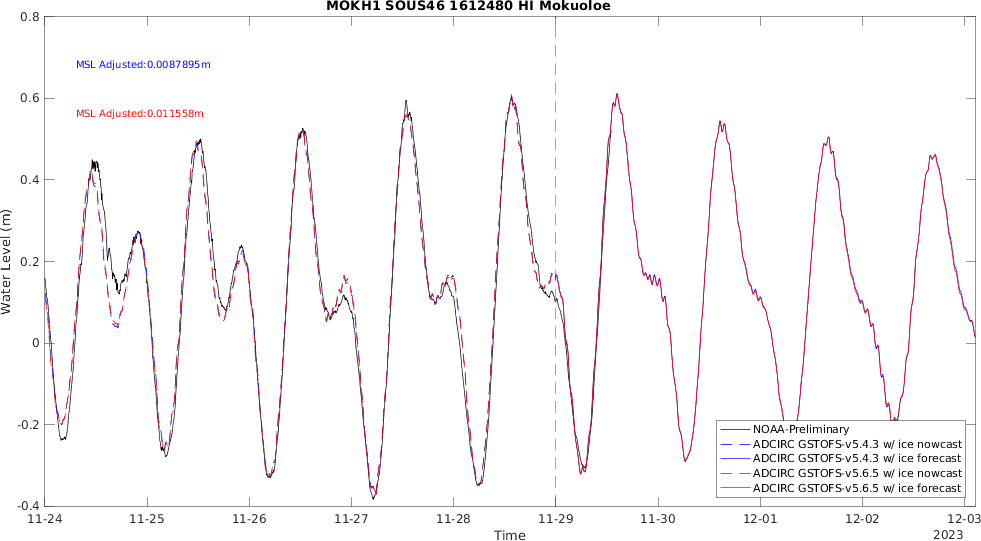 MOKH1 SOUS46 1612480 HI Mokuoloe
MSL Adjusted:0.0087895m
MSL Adjusted:0.011558m
Water Level (m)
0.8
0.6
0.4
0.2
0
-0.2
-0.4
NOAA-Preliminary
ADCIRC GSTOFS-v5.4.3 w/ ice nowcast
ADCIRC GSTOFS-v5.4.3 w/ ice forecast
ADCIRC GSTOFS-v5.6.5 w/ ice nowcast
ADCIRC GSTOFS-v5.6.5 w/ ice forecast
11-24 11-25 11-26 11-27 11-28 11-29 11-30 12-01 12-02 12-03
Time
2023